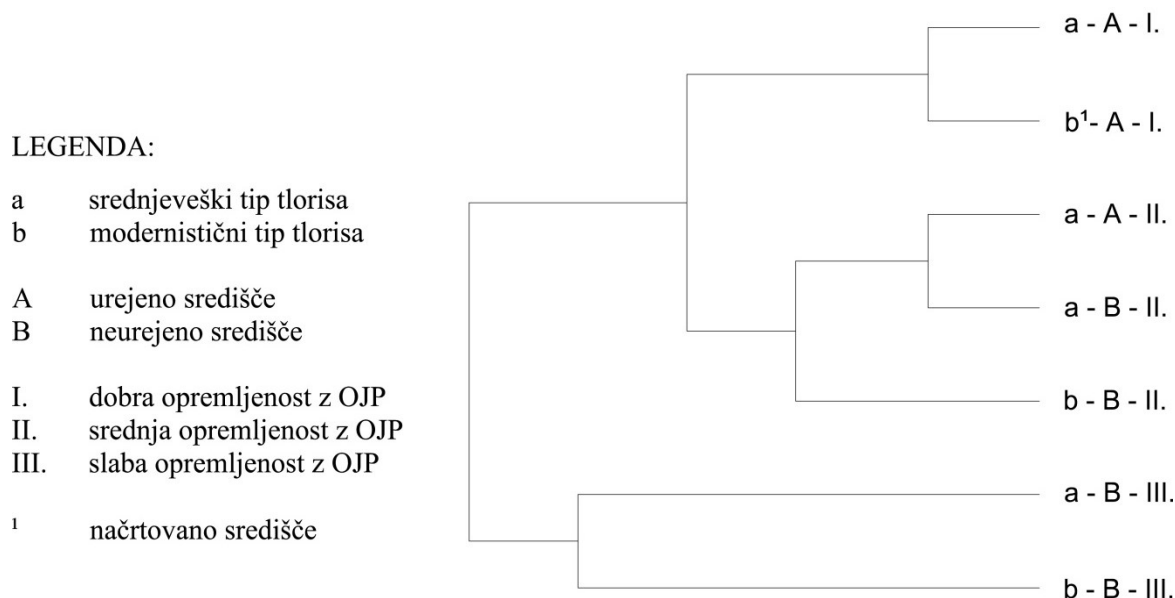 LEGENDA:
a srednjeveški tip tlorisa
b modernistični tip tlorisa
A urejeno središče
B neurejeno središče
I. dobra opremljenost z OJP
II. srednja opremljenost z OJP
III. slaba opremljenost z OJP
¹ načrtovano središče
a - A - I.
b¹- A - I.
a - A - II.
a - B - II.
b - B - II.
a - B - III.
b - B - III.